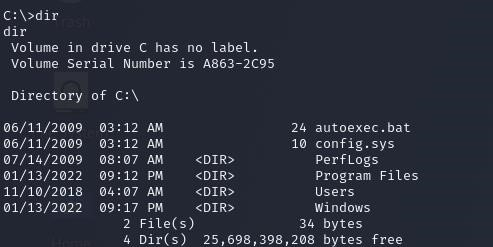 C:\>dir
dir
 Volume in drive C has no label.
 Volume Serial Number is A863-2C95

 Directory of C:\

06/11/2009  03:12 AM                24 autoexec.bat
06/11/2009  03:12 AM                10 config.sys
07/14/2009  08:07 AM    <DIR>          PerfLogs
01/13/2022  09:12 PM    <DIR>          Program Files
11/10/2018  04:07 AM    <DIR>          Users
01/13/2022  09:17 PM    <DIR>          Windows
               2 File(s)             34 bytes
               4 Dir(s)  25,698,398,208 bytes free